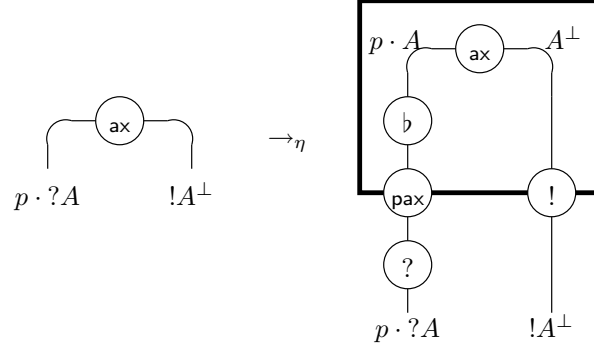 p · A ax A⊥
ax →η ♭
p · ?A !A⊥ pax !
?
p · ?A !A⊥